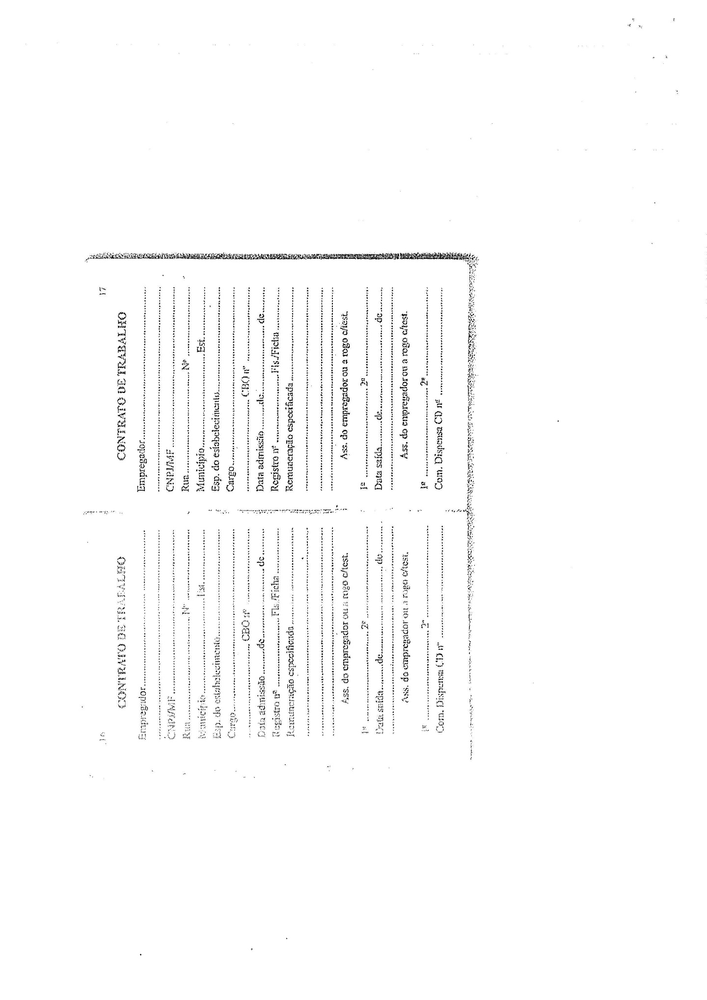 16
CONTRATO DE TRABALHO
Empregador..............................................................
..............................................................
CNPJ/MF..............................................................
Rua........................................Nº ....................
Município........................................Est.....................
Esp. do estabelecimento........................................
Cargo..............................................................
........................................CBO nº ....................
Data admissão..........de..............................de..........
Registro nº ..............................Fls./Ficha ....................
Remuneração especificada........................................
..............................................................
..............................................................
..............................................................
Ass. do empregador ou a rogo c/test.
1º ........................................ 2º ........................................
Data saída..........de..............................de..........
..............................................................
Ass. do empregador ou a rogo c/test.
1º ........................................ 2º ........................................
Com. Dispensa CD nº ........................................
17
CONTRATO DE TRABALHO
Empregador..............................................................
..............................................................
CNPJ/MF..............................................................
Rua........................................Nº ....................
Município........................................Est.....................
Esp. do estabelecimento........................................
Cargo..............................................................
........................................CBO nº ....................
Data admissão..........de..............................de..........
Registro nº ..............................Fls./Ficha ....................
Remuneração especificada........................................
..............................................................
..............................................................
..............................................................
Ass. do empregador ou a rogo c/test.
1º ........................................ 2º ........................................
Data saída..........de..............................de..........
..............................................................
Ass. do empregador ou a rogo c/test.
1º ........................................ 2º ........................................
Com. Dispensa CD nº ........................................